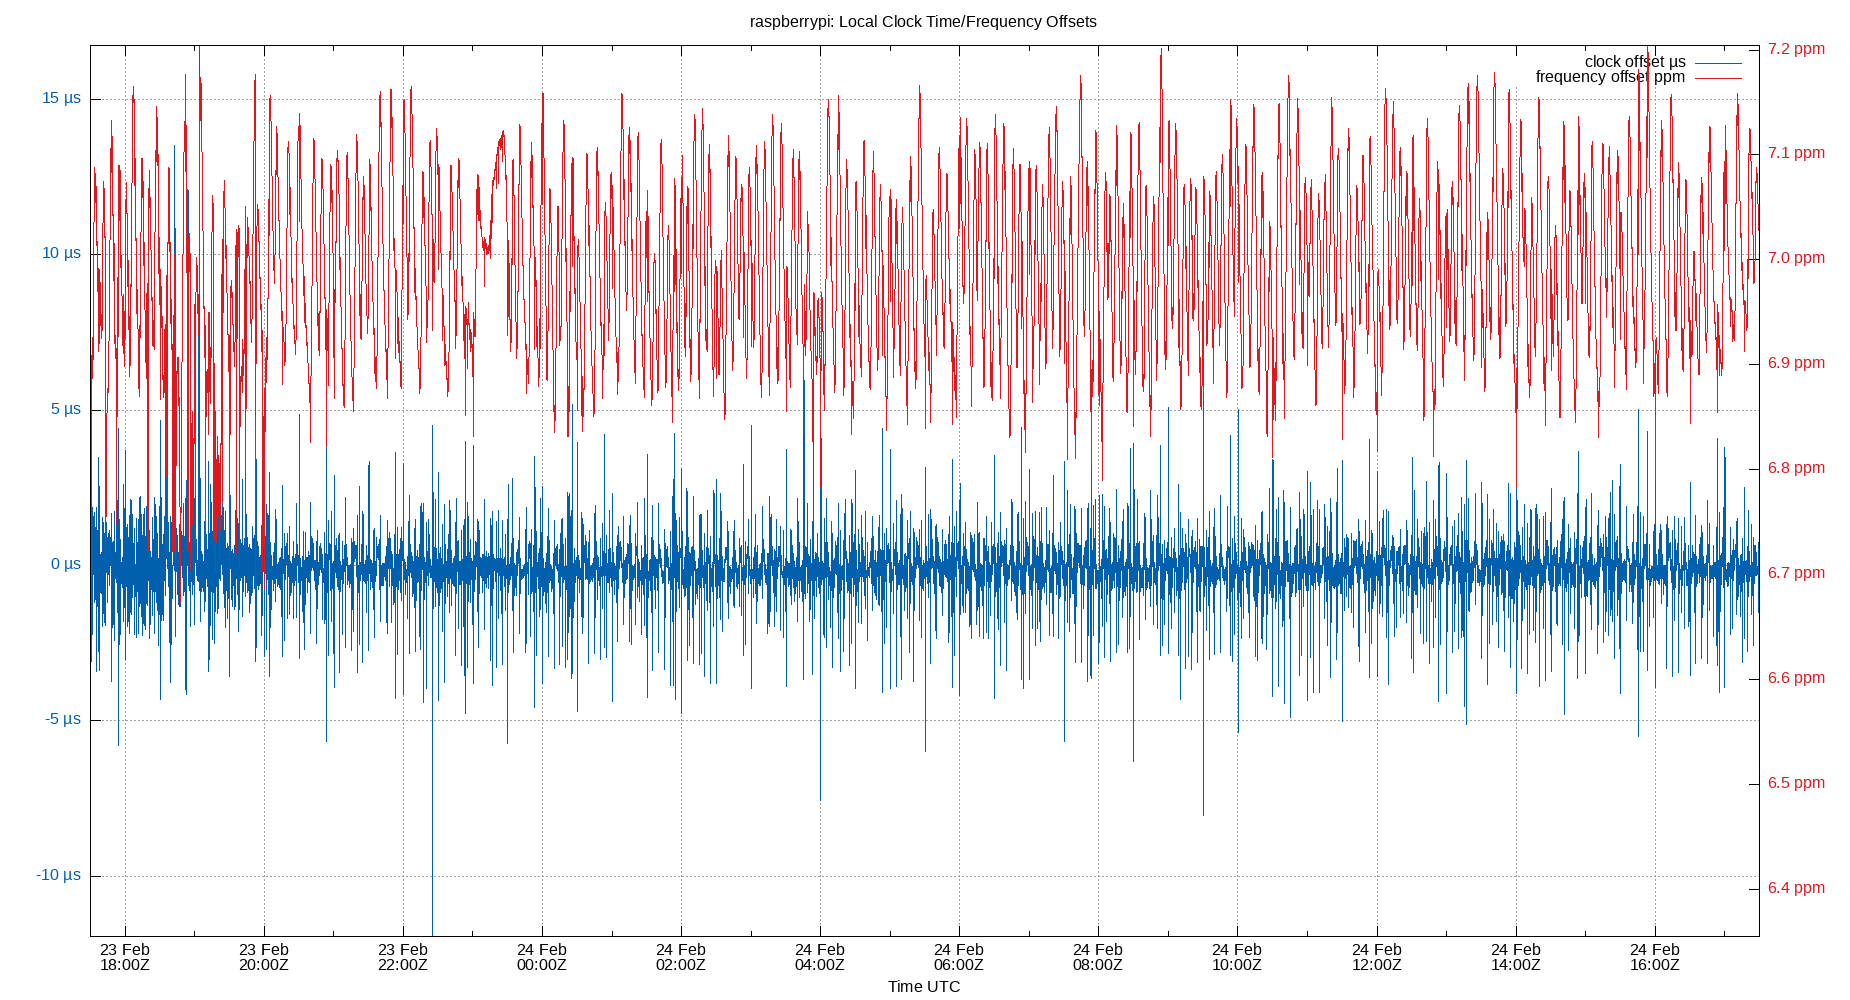 raspberrypi: Local Clock Time/Frequency Offsets
clock offset µs
frequency offset ppm
15 µs
10 µs
5 µs
0 µs
-5 µs
-10 µs
7.2 ppm
7.1 ppm
7.0 ppm
6.9 ppm
6.8 ppm
6.7 ppm
6.6 ppm
6.5 ppm
6.4 ppm
23 Feb 23 Feb 23 Feb 24 Feb 24 Feb 24 Feb 24 Feb 24 Feb 24 Feb 24 Feb 24 Feb 24 Feb
18:00Z 20:00Z 22:00Z 00:00Z 02:00Z 04:00Z 06:00Z 08:00Z 10:00Z 12:00Z 14:00Z 16:00Z
Time UTC